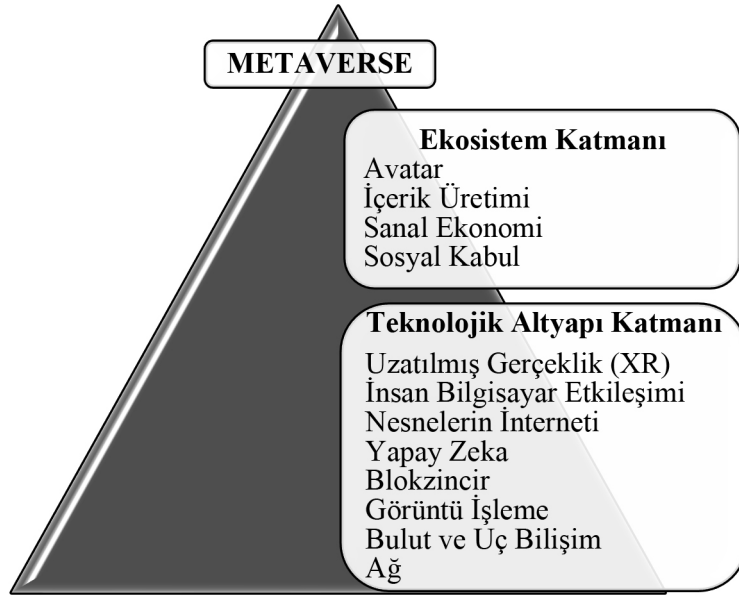 METAVERSE
Ekosistem Katmanı
Avatar
İçerik Üretimi
Sanal Ekonomi
Sosyal Kabul
Teknolojik Altyapı Katmanı
Uzatılmış Gerçeklik (XR)
İnsan Bilgisayar Etkileşimi
Nesnelerin İnterneti
Yapay Zeka
Blokzincir
Görüntü İşleme
Bulut ve Uç Bilişim
Ağ